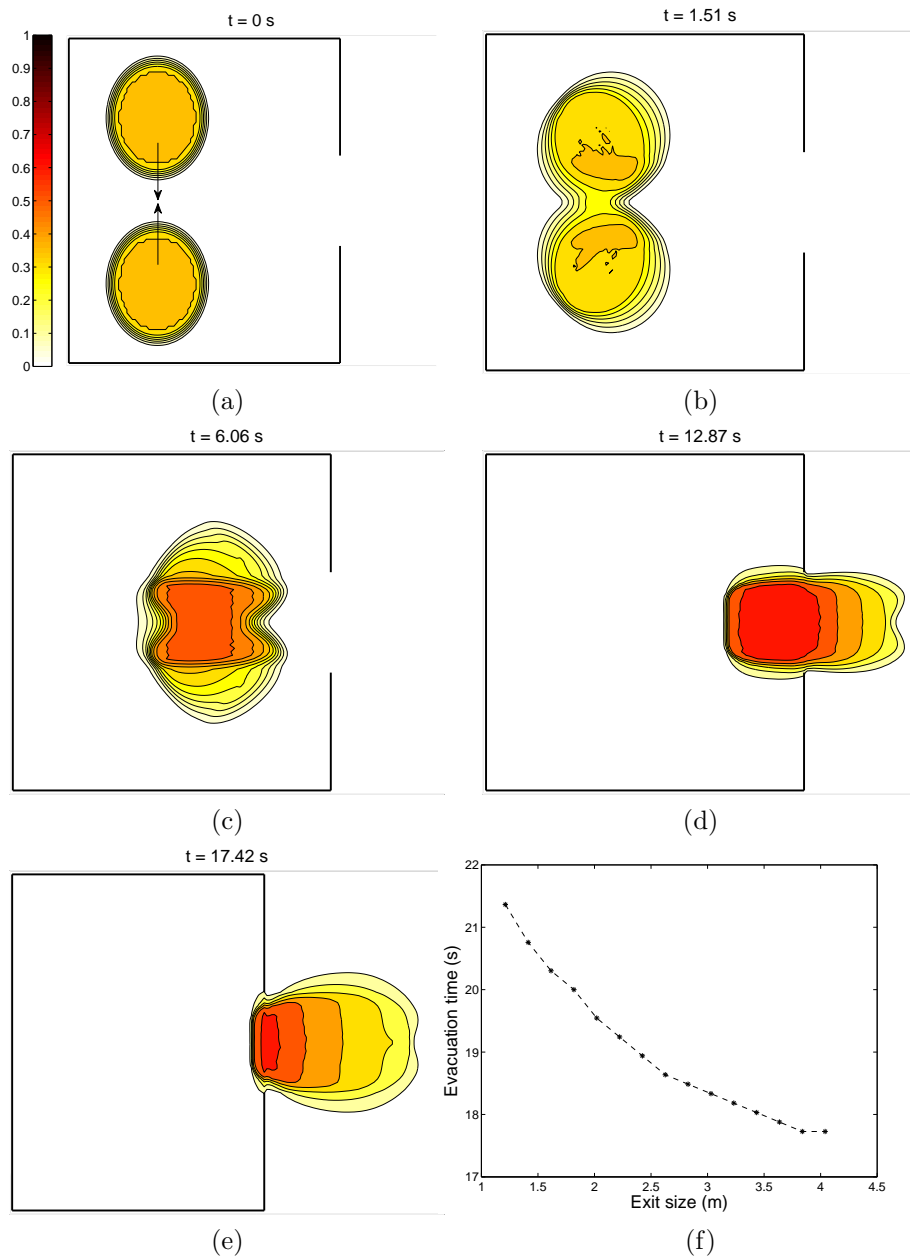 t = 0 s
t = 1.51 s
1
0.9
0.8
0.7
0.6
0.5
0.4
0.3
0.2
0.1
0
(a)
(b)
t = 6.06 s
t = 12.87 s
(c)
(d)
t = 17.42 s
22
21
20
19
18
17
Evacuation time (s)
1
1.5
2
2.5
3
3.5
4
4.5
Exit size (m)
(e)
(f)